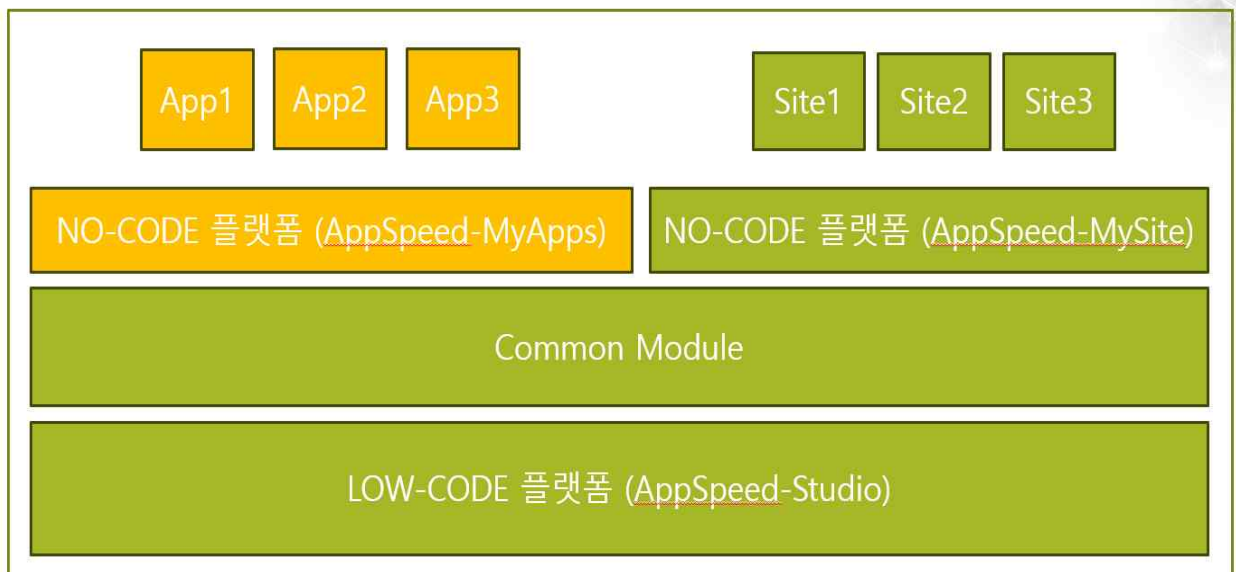 App1 App2 App3 Site1 Site2 Site3
NO-CODE 플랫폼 (AppSpeed-MyApps) NO-CODE 플랫폼 (AppSpeed-MySite)
Common Module
LOW-CODE 플랫폼 (AppSpeed-Studio)